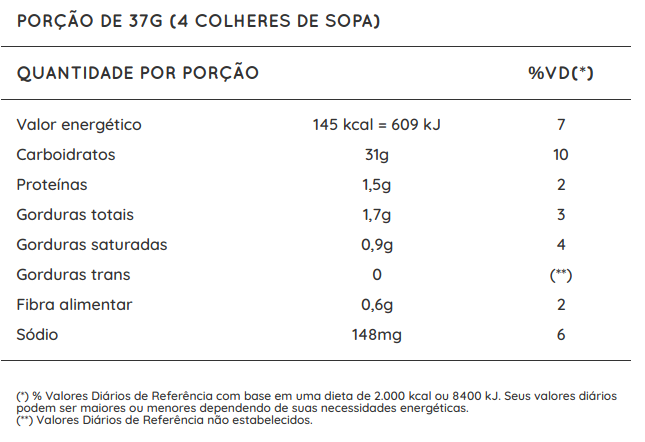 PORÇÃO DE 37G (4 COLHERES DE SOPA)
QUANTIDADE POR PORÇÃO %VD(*)
Valor energético 145 kcal = 609 kJ 7
Carboidratos 31g 10
Proteínas 1,5g 2
Gorduras totais 1,7g 3
Gorduras saturadas 0,9g 4
Gorduras trans 0 (**)
Fibra alimentar 0,6g 2
Sódio 148mg 6
(*) % Valores Diários de Referência com base em uma dieta de 2.000 kcal ou 8400 kJ. Seus valores diários
podem ser maiores ou menores dependendo de suas necessidades energéticas.
(**) Valores Diários de Referência não estabelecidos.